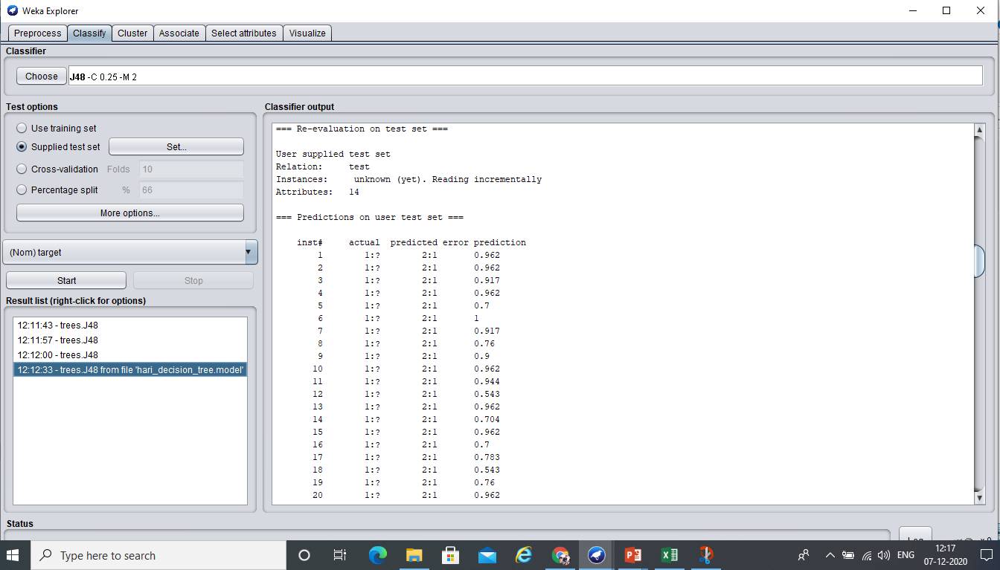 Weka Explorer
Preprocess Classify Cluster Associate Select attributes Visualize
Classifier
Choose J48 -C 0.25 -M 2
Test options
Use training set
Supplied test set Set...
Cross-validation Folds 10
Percentage split % 66
More options...
(Nom) target
Start Stop
Result list (right-click for options)
12:11:43 - trees.J48
12:11:57 - trees.J48
12:12:00 - trees.J48
12:12:33 - trees.J48 from file 'hari_decision_tree.model'
Classifier output
=== Re-evaluation on test set ===
User supplied test set
Relation: test
Instances: unknown (yet). Reading incrementally
Attributes: 14
=== Predictions on user test set ===
inst# actual predicted error prediction
1 1:? 2:1 0.962
2 1:? 2:1 0.962
3 1:? 2:1 0.917
4 1:? 2:1 0.962
5 1:? 2:1 0.7
6 1:? 2:1 1
7 1:? 2:1 0.917
8 1:? 2:1 0.76
9 1:? 2:1 0.9
10 1:? 2:1 0.962
11 1:? 2:1 0.944
12 1:? 2:1 0.543
13 1:? 2:1 0.962
14 1:? 2:1 0.704
15 1:? 2:1 0.962
16 1:? 2:1 0.7
17 1:? 2:1 0.783
18 1:? 2:1 0.543
19 1:? 2:1 0.76
20 1:? 2:1 0.962
Status
Type here to search
ENG
12:17
07-12-2020